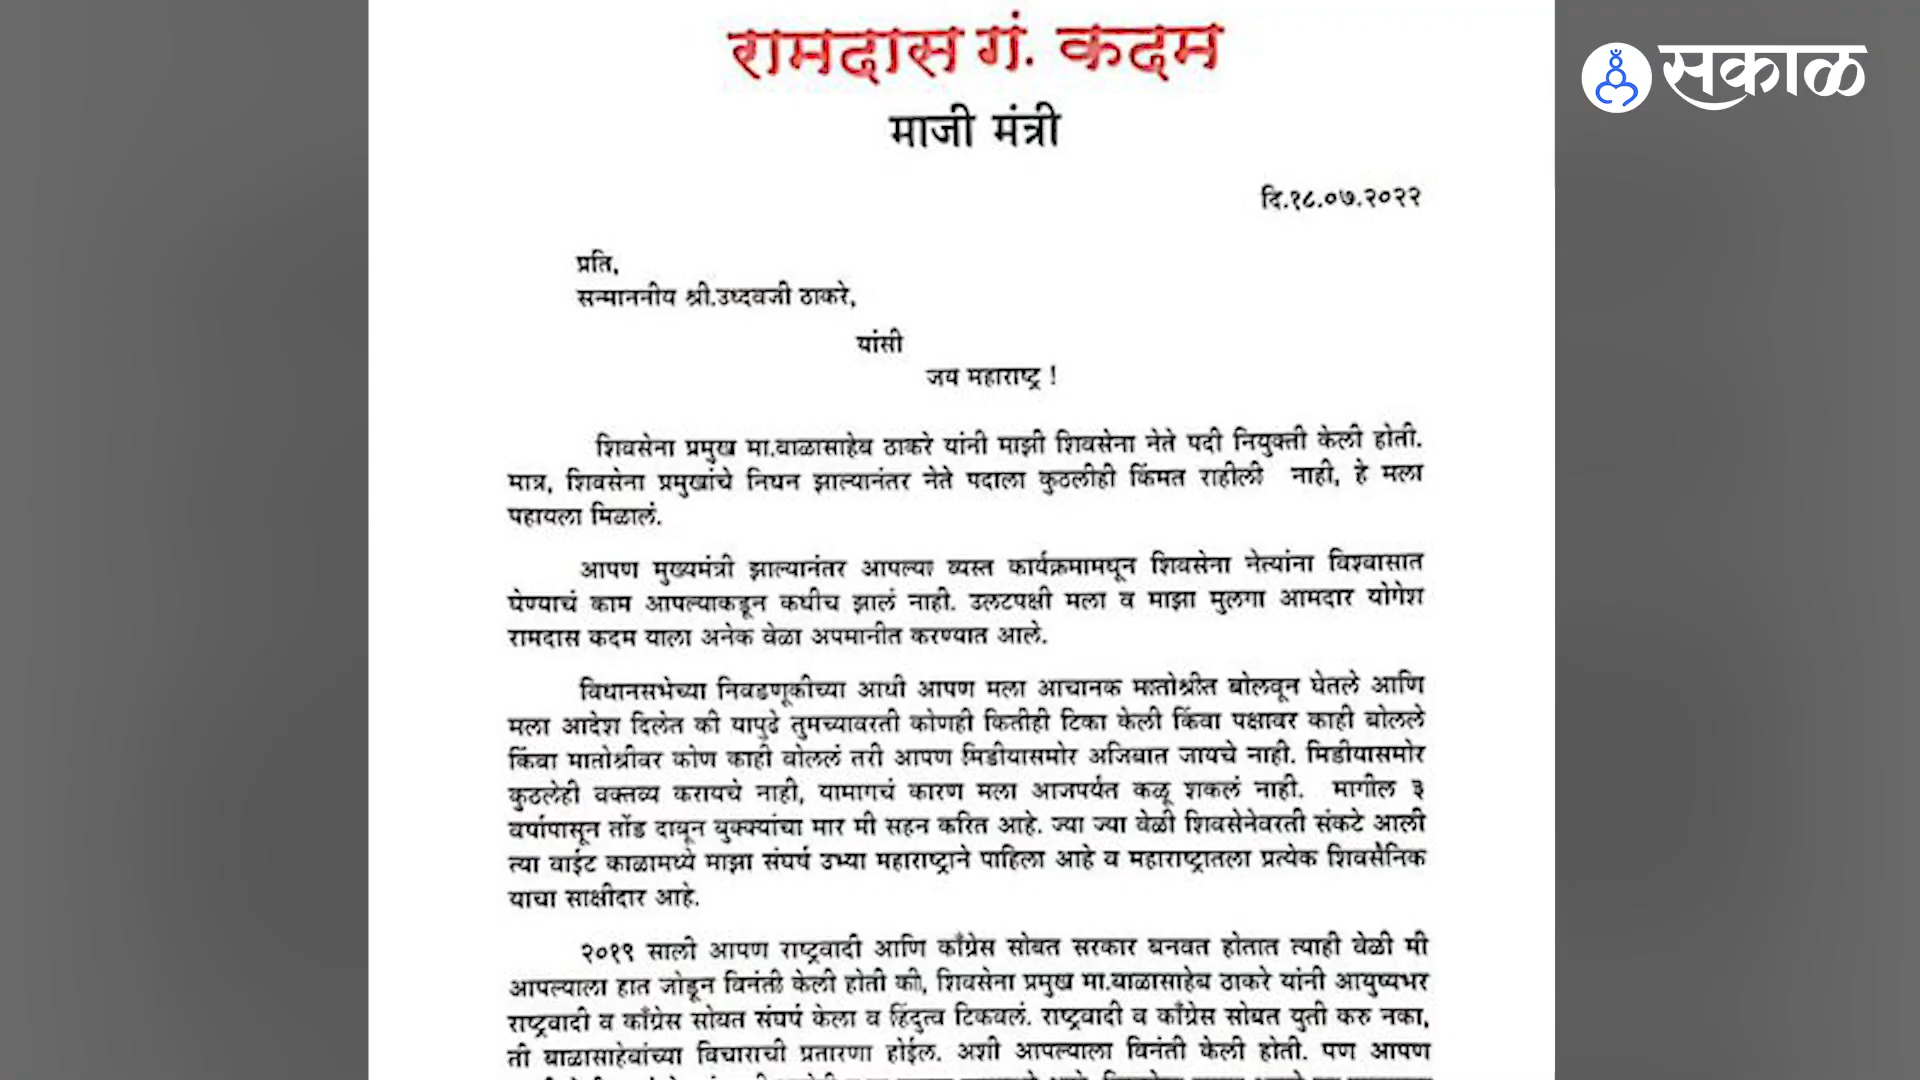 रामदास गं. कदम
सकाळ
माजी मंत्री
दि.१८.०७.२०२२
प्रति,
सन्माननीय श्री.उध्दवजी ठाकरे,
यांसी
जय महाराष्ट्र !
शिवसेना प्रमुख मा.बाळासाहेब ठाकरे यांनी माझी शिवसेना नेते पदी नियुक्ती केली होती.
मात्र, शिवसेना प्रमुखांचे निधन झाल्यानंतर नेते पदाला कुठलीही किंमत राहीली नाही, हे मला
पहायला मिळालं.
आपण मुख्यमंत्री झाल्यानंतर आपल्या व्यस्त कार्यक्रमामधून शिवसेना नेत्यांना विश्वासात
घेण्याचं काम आपल्याकडून कधीच झालं नाही. उलटपक्षी मला व माझा मुलगा आमदार योगेश
रामदास कदम याला अनेक वेळा अपमानीत करण्यात आले.
विधानसभेच्या निवडणूकीच्या आधी आपण मला आचानक मातोश्रीत बोलवून घेतले आणि
मला आदेश दिलेत की यापुढे तुमच्यावरती कोणही कितीही टिका केली किंवा पक्षावर काही बोलले
किंवा मातोश्रीवर कोण काही बोललं तरी आपण मिडीयासमोर अजिबात जायचे नाही. मिडीयासमोर
कुठलेही वक्तव्य करायचे नाही, यामागचं कारण मला आजपर्यंत कळू शकलं नाही. मागील ३
वर्षापासून तोंड दाबून बुक्क्यांचा मार मी सहन करित आहे. ज्या ज्या वेळी शिवसेनेवरती संकटे आली
त्या वाईट काळामध्ये माझा संघर्ष उभ्या महाराष्ट्राने पाहिला आहे व महाराष्ट्रातला प्रत्येक शिवसैनिक
याचा साक्षीदार आहे.
२०१९ साली आपण राष्ट्रवादी आणि काँग्रेस सोबत सरकार बनवत होतात त्याही वेळी मी
आपल्याला हात जोडून विनंती केली होती की, शिवसेना प्रमुख मा.बाळासाहेब ठाकरे यांनी आयुष्यभर
राष्ट्रवादी व काँग्रेस सोबत संघर्ष केला व हिंदुत्व टिकवलं. राष्ट्रवादी व काँग्रेस सोबत युती करु नका,
ती बाळासाहेबांच्या विचाराची प्रतारणा होईल. अशी आपल्याला विनंती केली होती. पण आपण